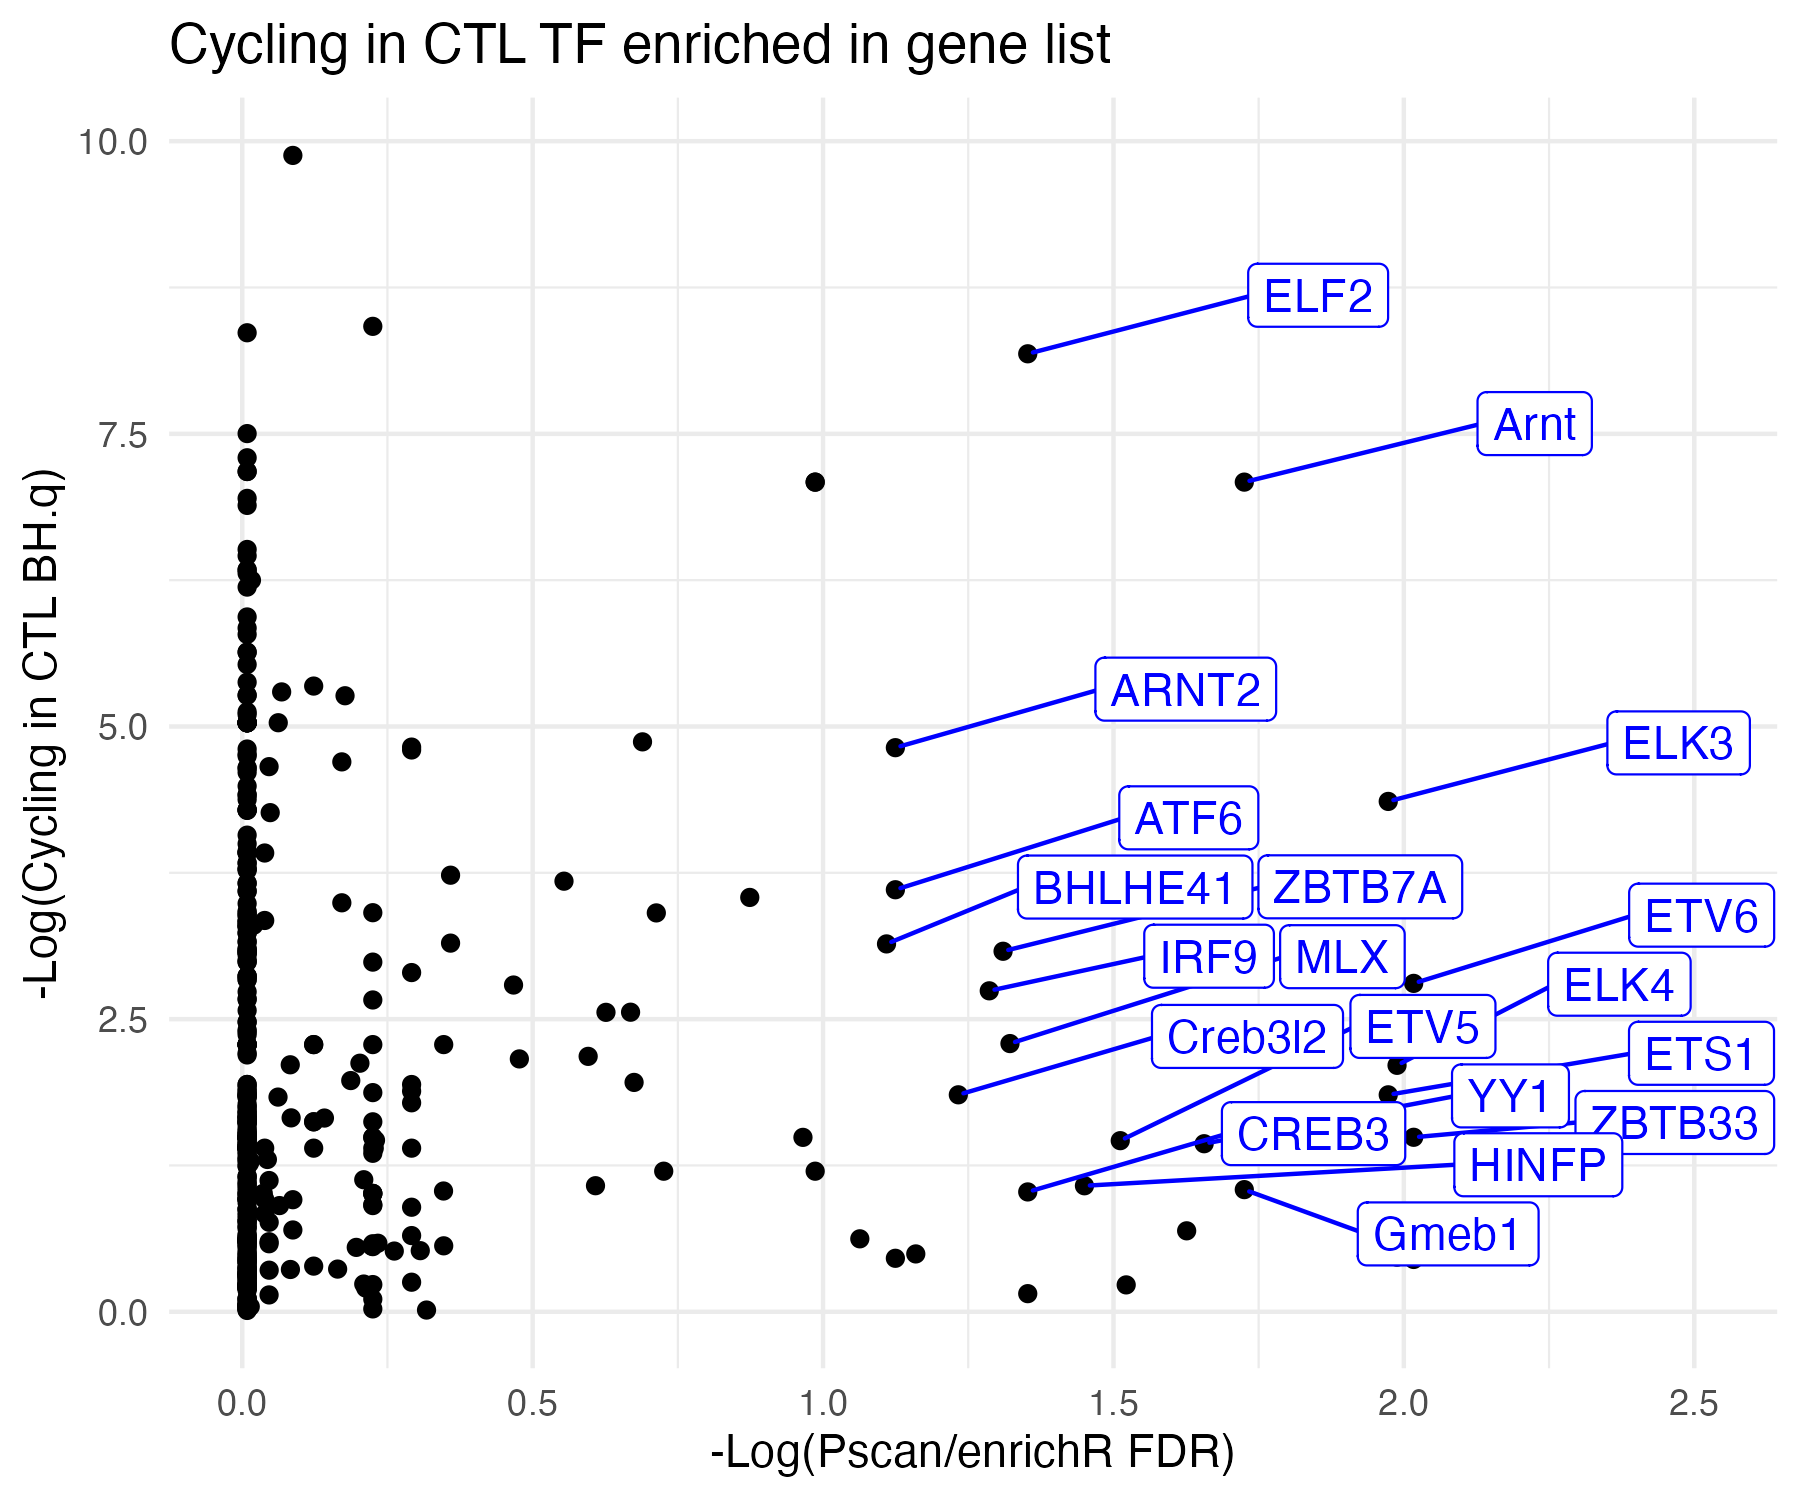 Cycling in CTL TF enriched in gene list
10.0
7.5
5.0
2.5
0.0
-Log(Cycling in CTL BH.q)
ELF2
Arnt
ARNT2
ELK3
ATF6
BHLHE41
ZBTB7A
ETV6
IRF9
MLX
ELK4
Creb3l2
ETV5
ETS1
YY1
ZBTB33
CREB3
HINFP
Gmeb1
0.0 0.5 1.0 1.5 2.0 2.5
-Log(Pscan/enrichR FDR)